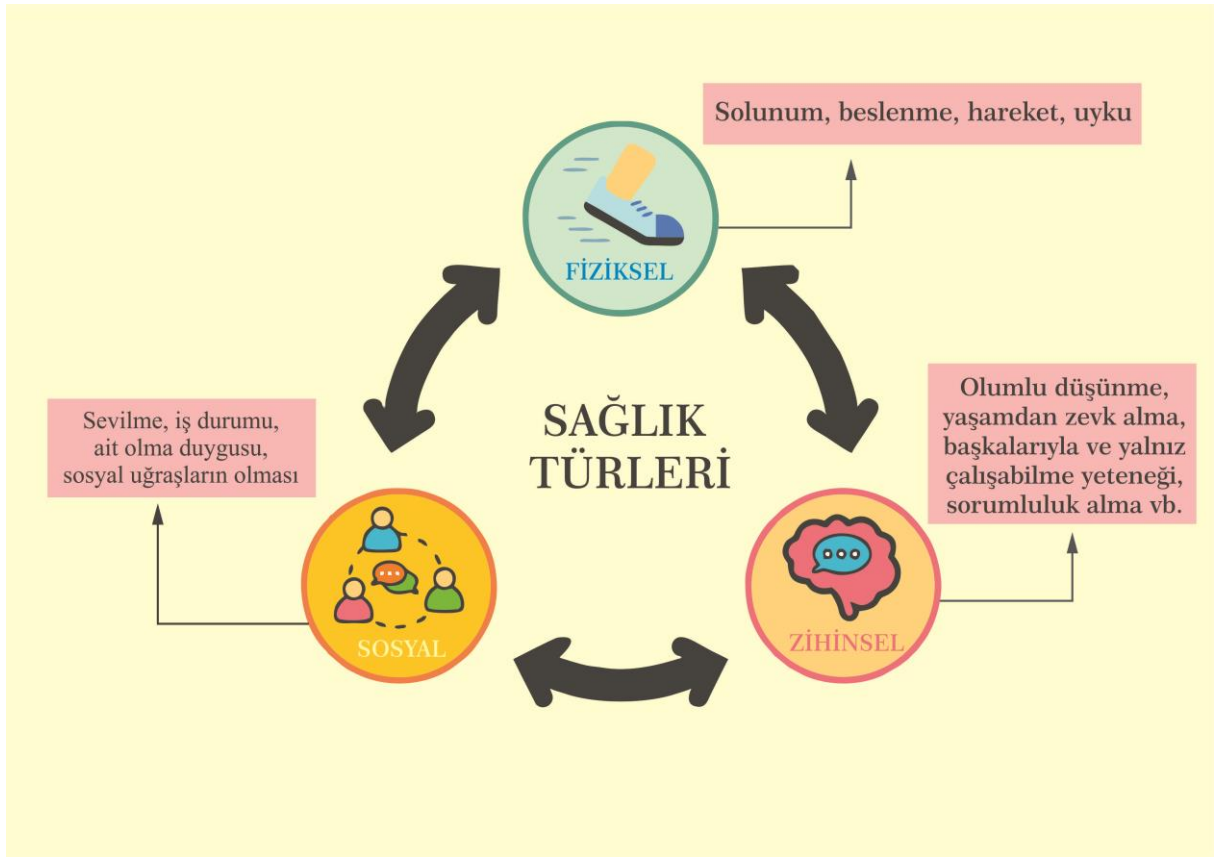 Solunum, beslenme, hareket, uyku
FİZİKSEL
SAĞLIK
TÜRLERİ
Sevilme, iş durumu,
ait olma duygusu,
sosyal uğraşların olması
SOSYAL
Olumlu düşünme,
yaşamdan zevk alma,
başkalarıyla ve yalnız
çalışabilme yeteneği,
sorumluluk alma vb.
ZİHİNSEL